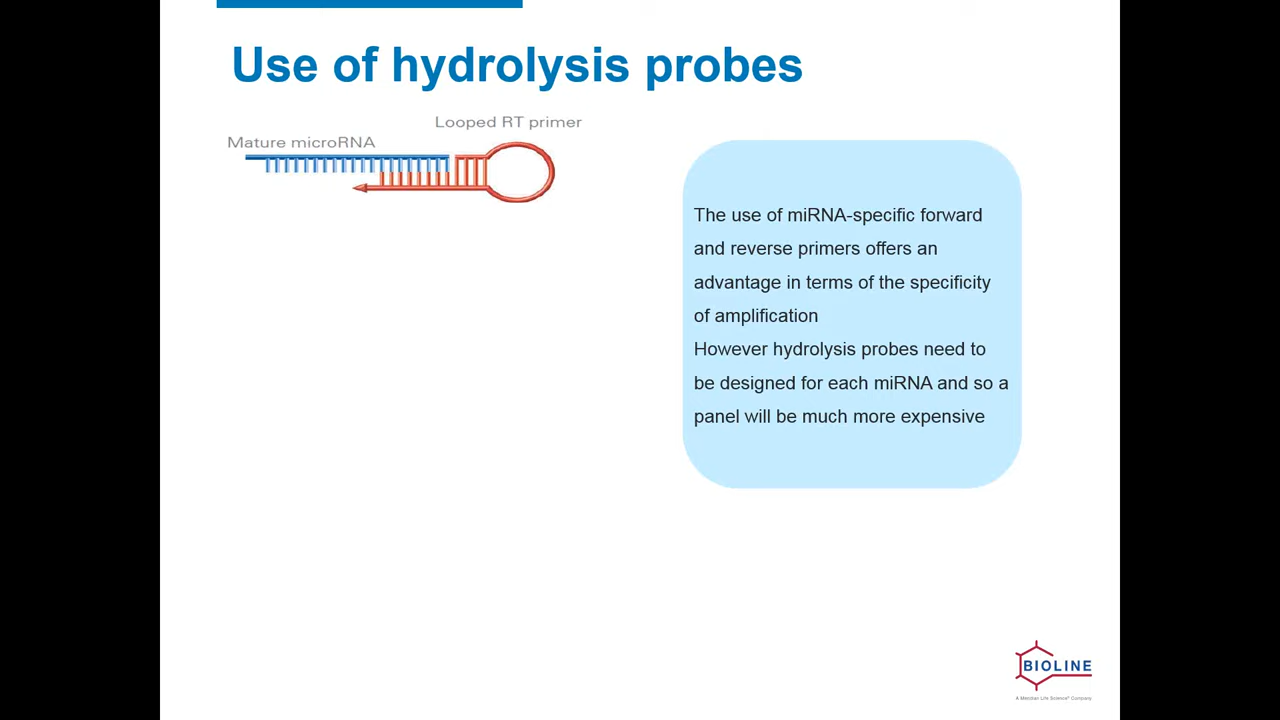 Use of hydrolysis probes
Looped RT primer
Mature microRNA
The use of miRNA-specific forward
and reverse primers offers an
advantage in terms of the specificity
of amplification
However hydrolysis probes need to
be designed for each miRNA and so a
panel will be much more expensive
BIOLINE
A Meridian Life Science® Company